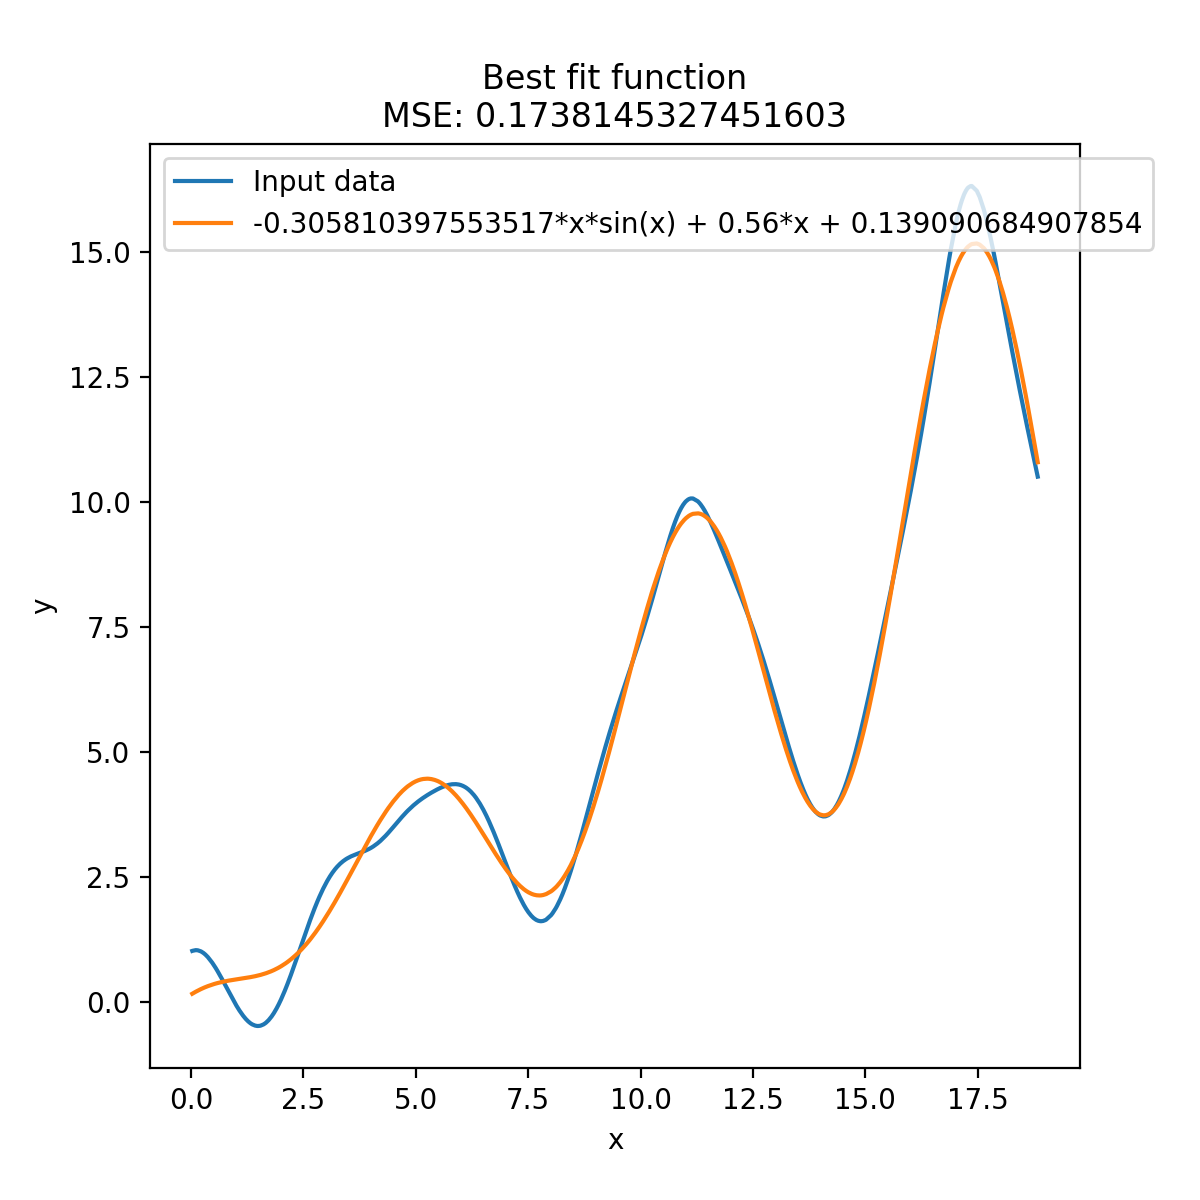 Best fit function
MSE: 0.1738145327451603
Input data
-0.305810397553517*x*sin(x) + 0.56*x + 0.139090684907854
15.0
12.5
10.0
7.5
5.0
2.5
0.0
y
0.0 2.5 5.0 7.5 10.0 12.5 15.0 17.5
x